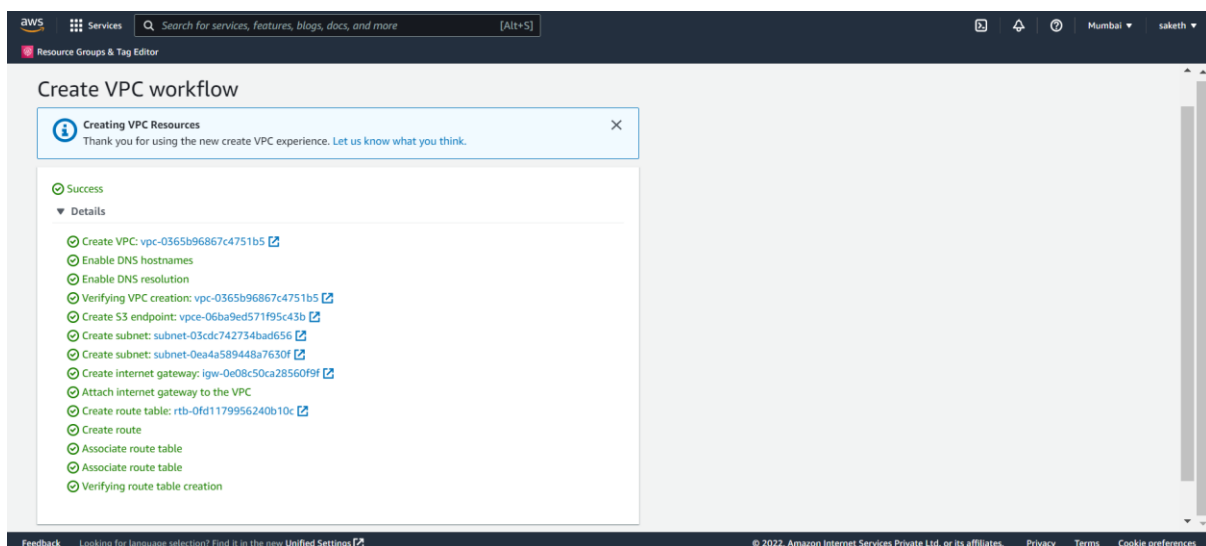 aws Services Search for services, features, blogs, docs, and more [Alt+S] Mumbai saketh
Resource Groups & Tag Editor
Create VPC workflow
Creating VPC Resources
Thank you for using the new create VPC experience. Let us know what you think.
Success
Details
Create VPC: vpc-0365b96867c4751b5
Enable DNS hostnames
Enable DNS resolution
Verifying VPC creation: vpc-0365b96867c4751b5
Create S3 endpoint: vpce-06ba9ed571f95c43b
Create subnet: subnet-03cdc742734bad656
Create subnet: subnet-0ea4a589448a7630f
Create internet gateway: igw-0e08c50ca28560f9f
Attach internet gateway to the VPC
Create route table: rtb-0fd1179956240b10c
Create route
Associate route table
Associate route table
Verifying route table creation
Feedback Looking for language selection? Find it in the new Unified Settings © 2022, Amazon Internet Services Private Ltd. or its affiliates. Privacy Terms Cookie preferences